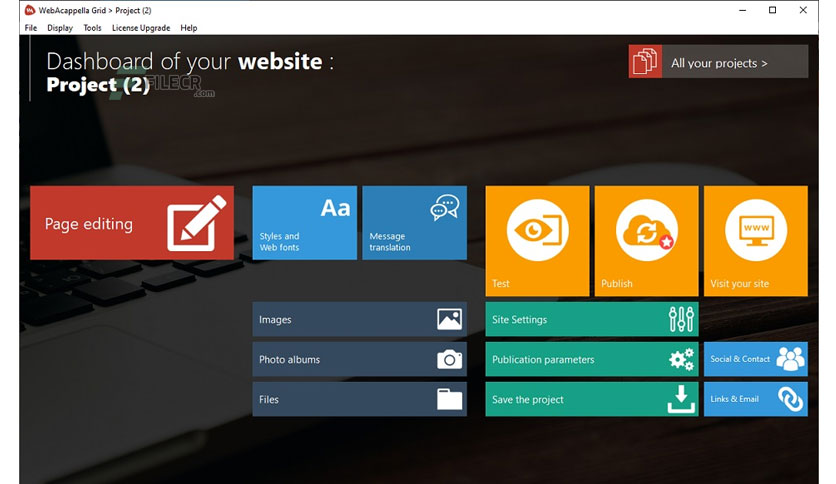 WebAcappella Grid > Project (2)
File Display Tools License Upgrade Help
Dashboard of your website :
Project (2)
FILECR
.com
All your projects >
Page editing
Aa
Styles and
Web fonts
Message
translation
Test
Publish
www
Visit your site
Images
Photo albums
Files
Site Settings
Publication parameters
Save the project
Social & Contact
Links & Email